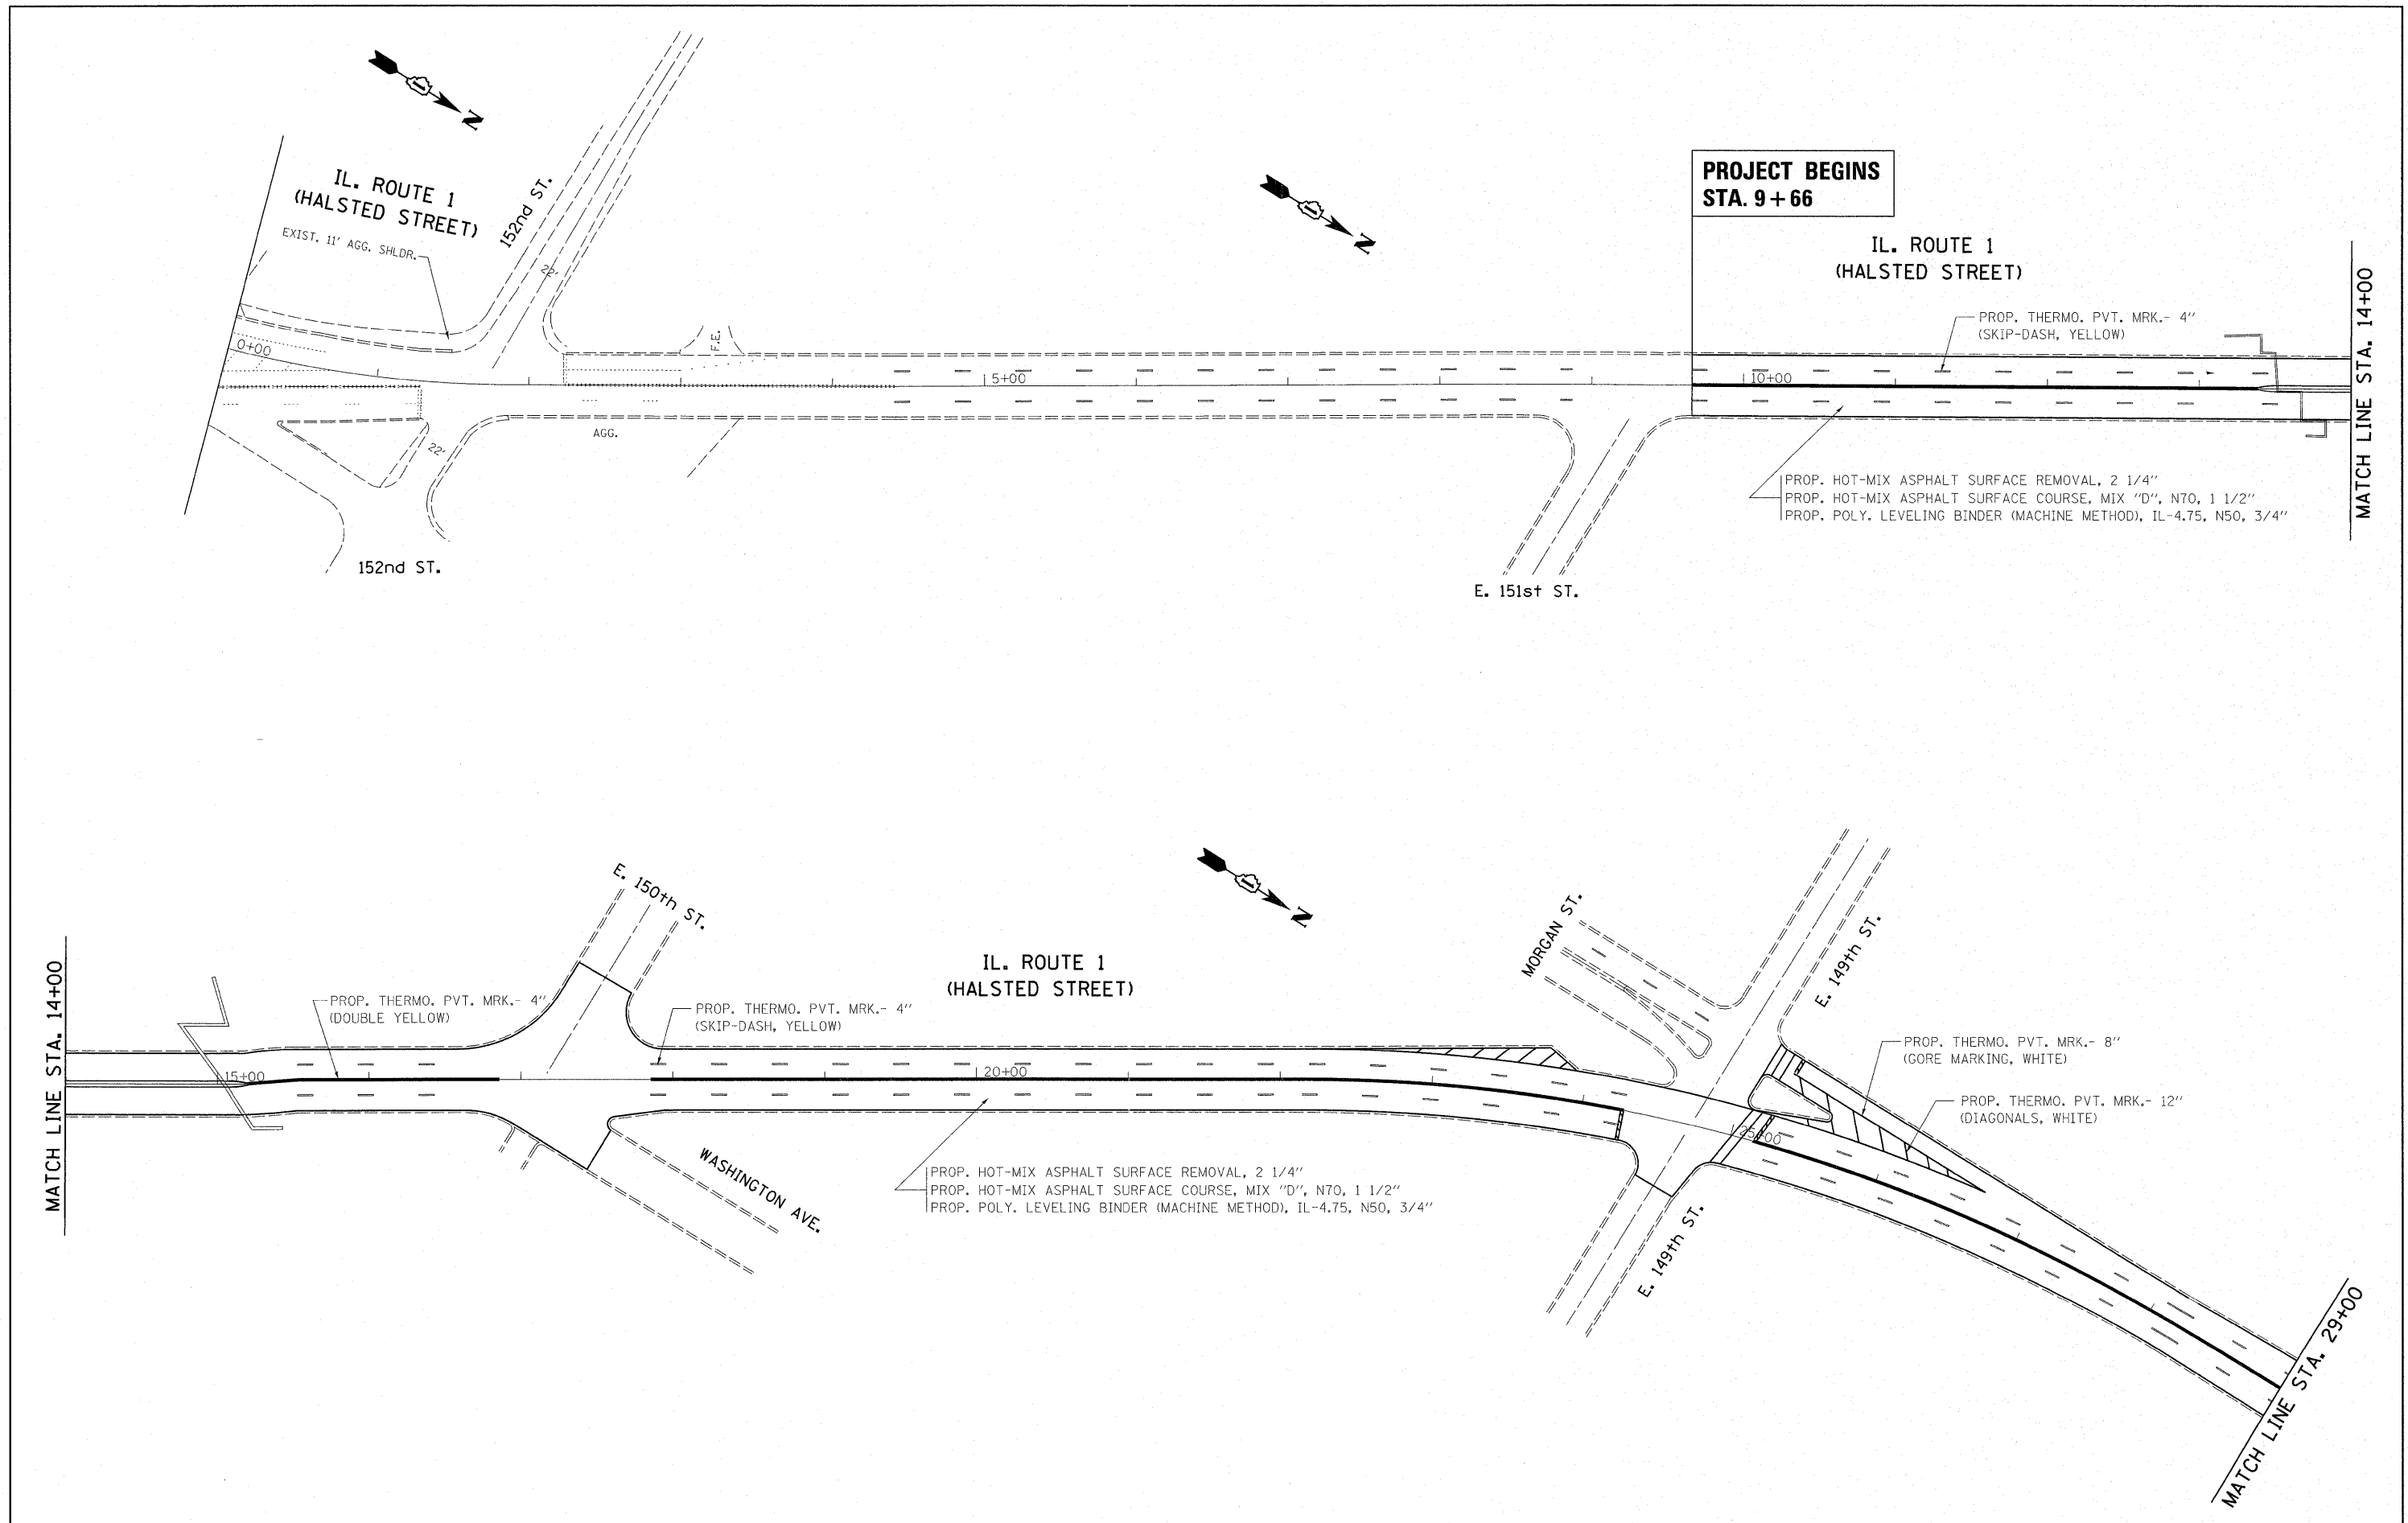 N
IL. ROUTE 1
(HALSTED STREET)
EXIST. 11' AGG. SHLDR.
152nd ST.
22'
0+00
F.E.
5+00
AGG.
22'
152nd ST.
N
PROJECT BEGINS
STA. 9+66
IL. ROUTE 1
(HALSTED STREET)
PROP. THERMO. PVT. MRK.- 4"
(SKIP-DASH, YELLOW)
10+00
PROP. HOT-MIX ASPHALT SURFACE REMOVAL, 2 1/4"
PROP. HOT-MIX ASPHALT SURFACE COURSE, MIX "D", N70, 1 1/2"
PROP. POLY. LEVELING BINDER (MACHINE METHOD), IL-4.75, N50, 3/4"
E. 151st ST.
MATCH LINE STA. 14+00
MATCH LINE STA. 14+00
15+00
PROP. THERMO. PVT. MRK.- 4"
(DOUBLE YELLOW)
E. 150th ST.
PROP. THERMO. PVT. MRK.- 4"
(SKIP-DASH, YELLOW)
IL. ROUTE 1
(HALSTED STREET)
N
20+00
WASHINGTON AVE.
PROP. HOT-MIX ASPHALT SURFACE REMOVAL, 2 1/4"
PROP. HOT-MIX ASPHALT SURFACE COURSE, MIX "D", N70, 1 1/2"
PROP. POLY. LEVELING BINDER (MACHINE METHOD), IL-4.75, N50, 3/4"
MORGAN ST.
E. 149th ST.
PROP. THERMO. PVT. MRK.- 8"
(GORE MARKING, WHITE)
PROP. THERMO. PVT. MRK.- 12"
(DIAGONALS, WHITE)
25+00
E. 149th ST.
MATCH LINE STA. 29+00